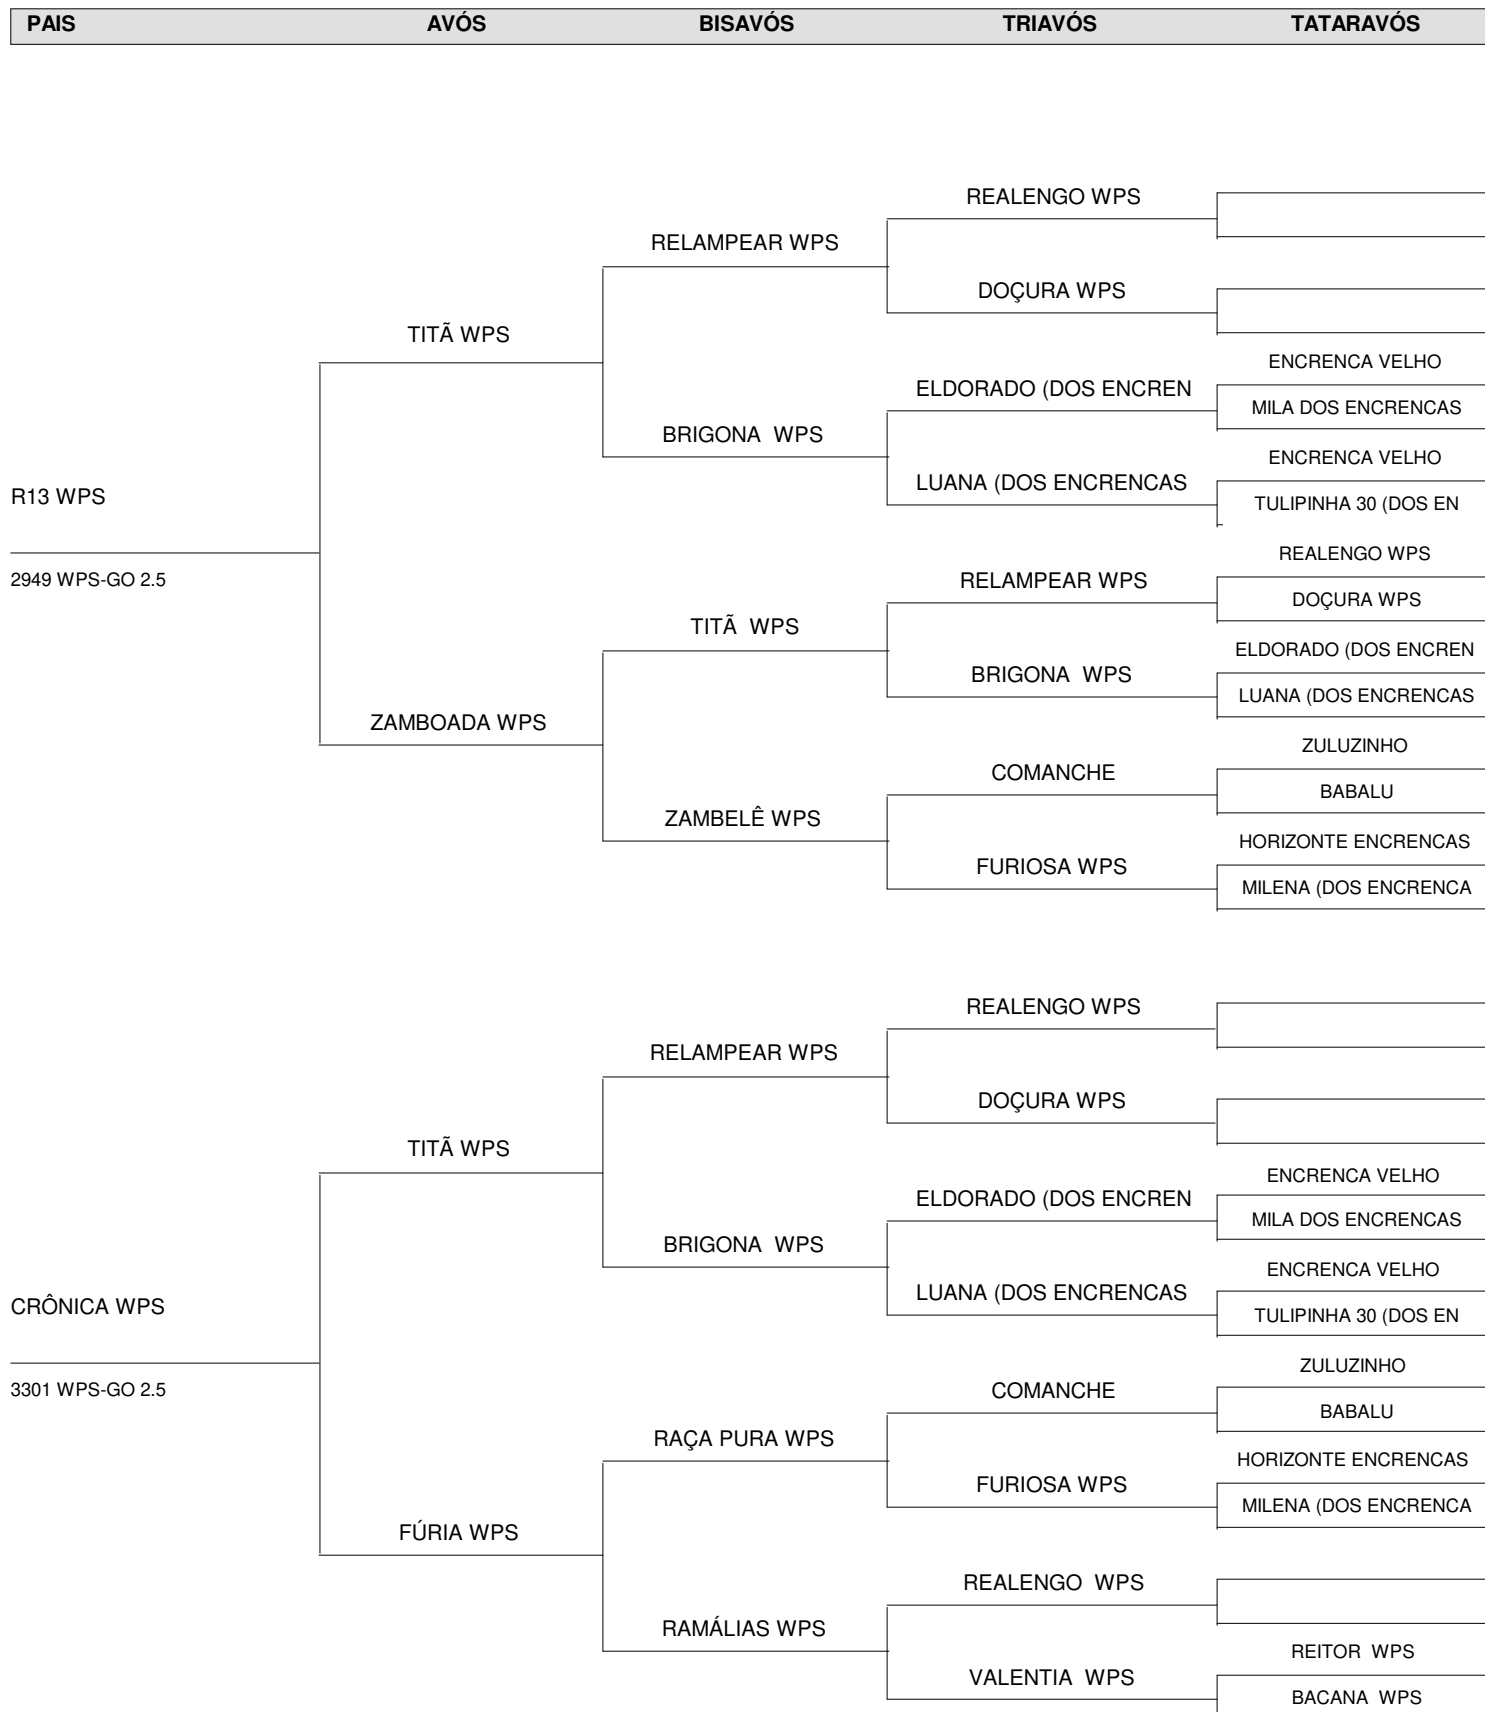 PAIS AVÓS BISAVÓS TRIAVÓS TATARAVÓS
REALENGO WPS
RELAMPEAR WPS
DOÇURA WPS
TITÃ WPS
ENCRENCA VELHO
ELDORADO (DOS ENCREN
MILA DOS ENCRENCAS
BRIGONA WPS
ENCRENCA VELHO
LUANA (DOS ENCRENCAS
R13 WPS
TULIPINHA 30 (DOS EN
REALENGO WPS
2949 WPS-GO 2.5
RELAMPEAR WPS
DOÇURA WPS
TITÃ WPS
ELDORADO (DOS ENCREN
BRIGONA WPS
LUANA (DOS ENCRENCAS
ZAMBOADA WPS
ZULUZINHO
COMANCHE
BABALU
ZAMBELÊ WPS
HORIZONTE ENCRENCAS
FURIOSA WPS
MILENA (DOS ENCRENCA
REALENGO WPS
RELAMPEAR WPS
DOÇURA WPS
TITÃ WPS
ENCRENCA VELHO
ELDORADO (DOS ENCREN
MILA DOS ENCRENCAS
BRIGONA WPS
ENCRENCA VELHO
LUANA (DOS ENCRENCAS
CRÔNICA WPS
TULIPINHA 30 (DOS EN
ZULUZINHO
3301 WPS-GO 2.5
COMANCHE
BABALU
RAÇA PURA WPS
HORIZONTE ENCRENCAS
FURIOSA WPS
MILENA (DOS ENCRENCA
FÚRIA WPS
REALENGO WPS
RAMÁLIAS WPS
REITOR WPS
VALENTIA WPS
BACANA WPS